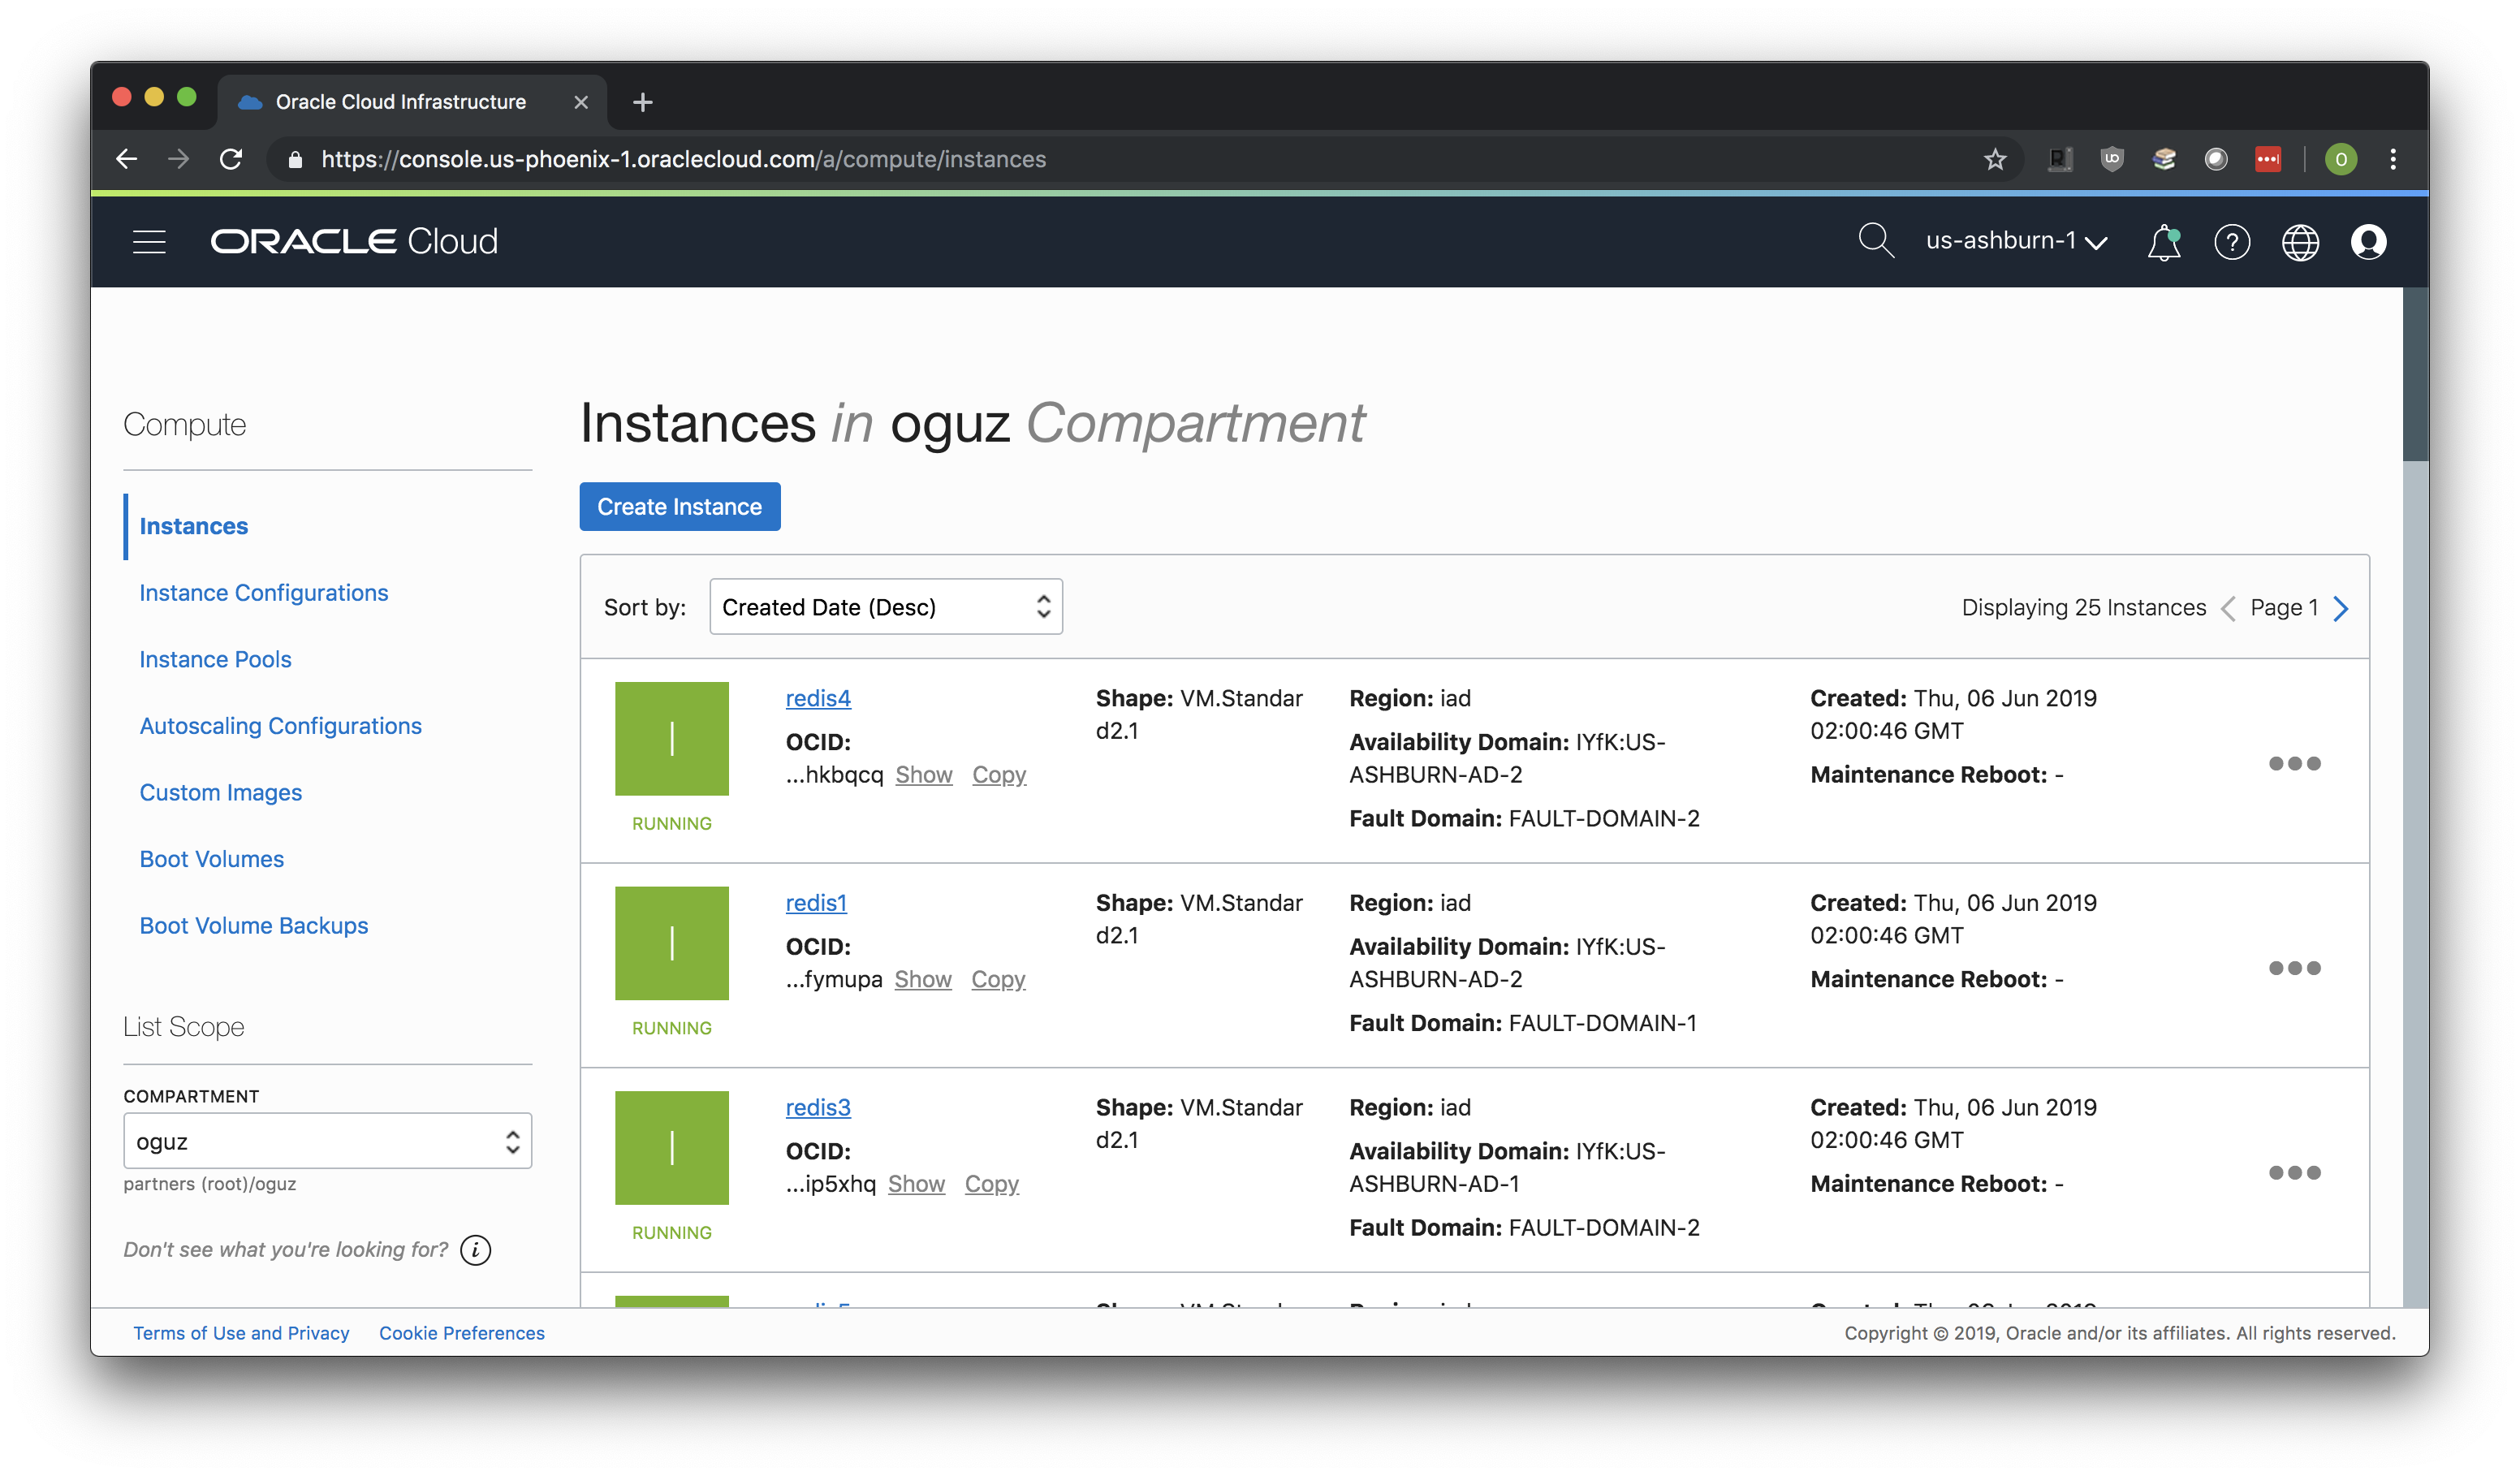 Oracle Cloud Infrastructure
https://console.us-phoenix-1.oraclecloud.com/a/compute/instances
O
ORACLE Cloud
us-ashburn-1
Compute
Instances
Instance Configurations
Instance Pools
Autoscaling Configurations
Custom Images
Boot Volumes
Boot Volume Backups
List Scope
COMPARTMENT
oguz
partners (root)/oguz
Don't see what you're looking for?
Instances in oguz Compartment
Create Instance
Sort by: Created Date (Desc)
Displaying 25 Instances Page 1
redis4
OCID:
...hkbqcq Show Copy
RUNNING
Shape: VM.Standar
d2.1
Region: iad
Availability Domain: IYfK:US-
ASHBURN-AD-2
Fault Domain: FAULT-DOMAIN-2
Created: Thu, 06 Jun 2019
02:00:46 GMT
Maintenance Reboot: -
redis1
OCID:
...fymupa Show Copy
RUNNING
Shape: VM.Standar
d2.1
Region: iad
Availability Domain: IYfK:US-
ASHBURN-AD-2
Fault Domain: FAULT-DOMAIN-1
Created: Thu, 06 Jun 2019
02:00:46 GMT
Maintenance Reboot: -
redis3
OCID:
...ip5xhq Show Copy
RUNNING
Shape: VM.Standar
d2.1
Region: iad
Availability Domain: IYfK:US-
ASHBURN-AD-1
Fault Domain: FAULT-DOMAIN-2
Created: Thu, 06 Jun 2019
02:00:46 GMT
Maintenance Reboot: -
Terms of Use and Privacy Cookie Preferences
Copyright © 2019, Oracle and/or its affiliates. All rights reserved.